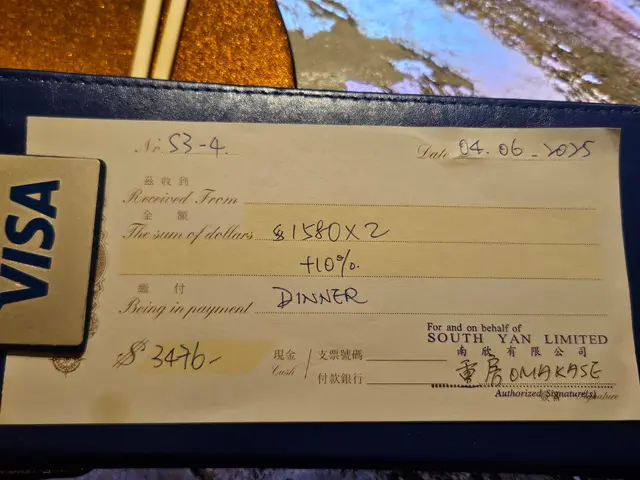 No S3-4. Date 04.06.2025
茲收到
Received From
金額
The sum of dollars $1580X2
+10%.
繳付
Being in payment DINNER
VISA
For and on behalf of
SOUTH YAN LIMITED
南欣有限公司
$ 3476- 現金 支票號碼
Cash 付款銀行
OMAKASE
Authorized Signature(s)